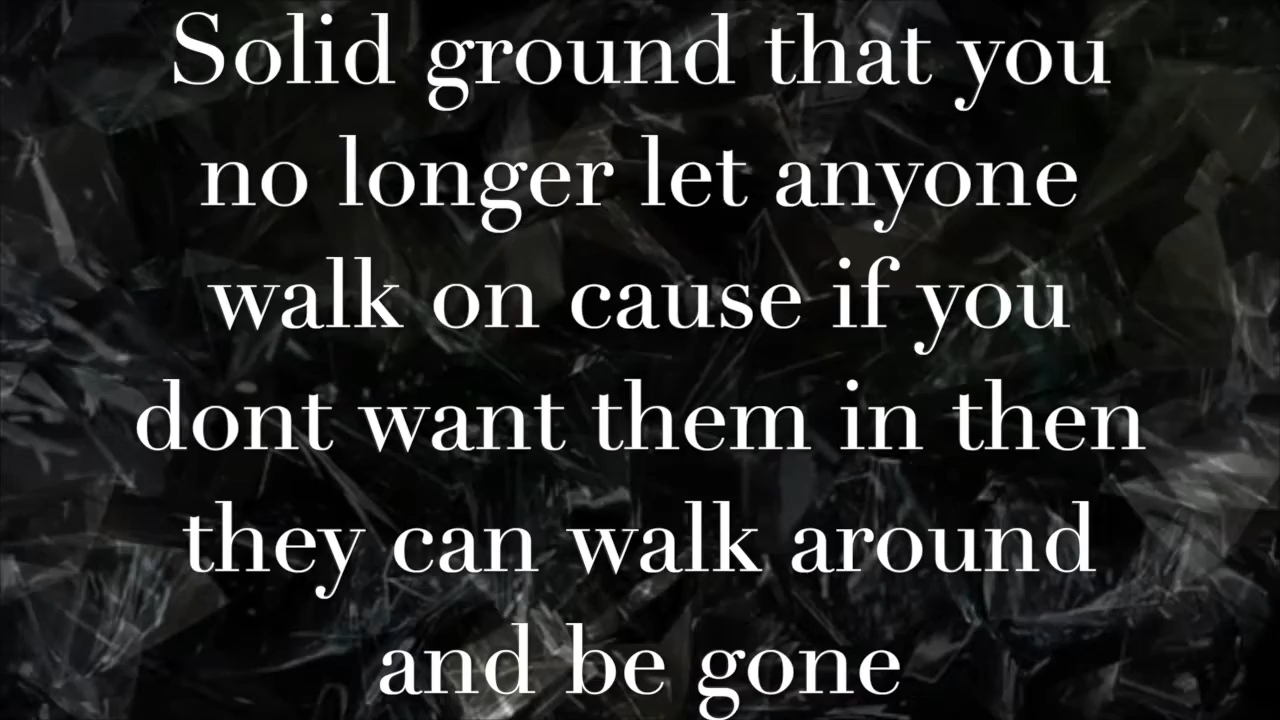 Solid ground that you
no longer let anyone
walk on cause if you
dont want them in then
they can walk around
and be gone